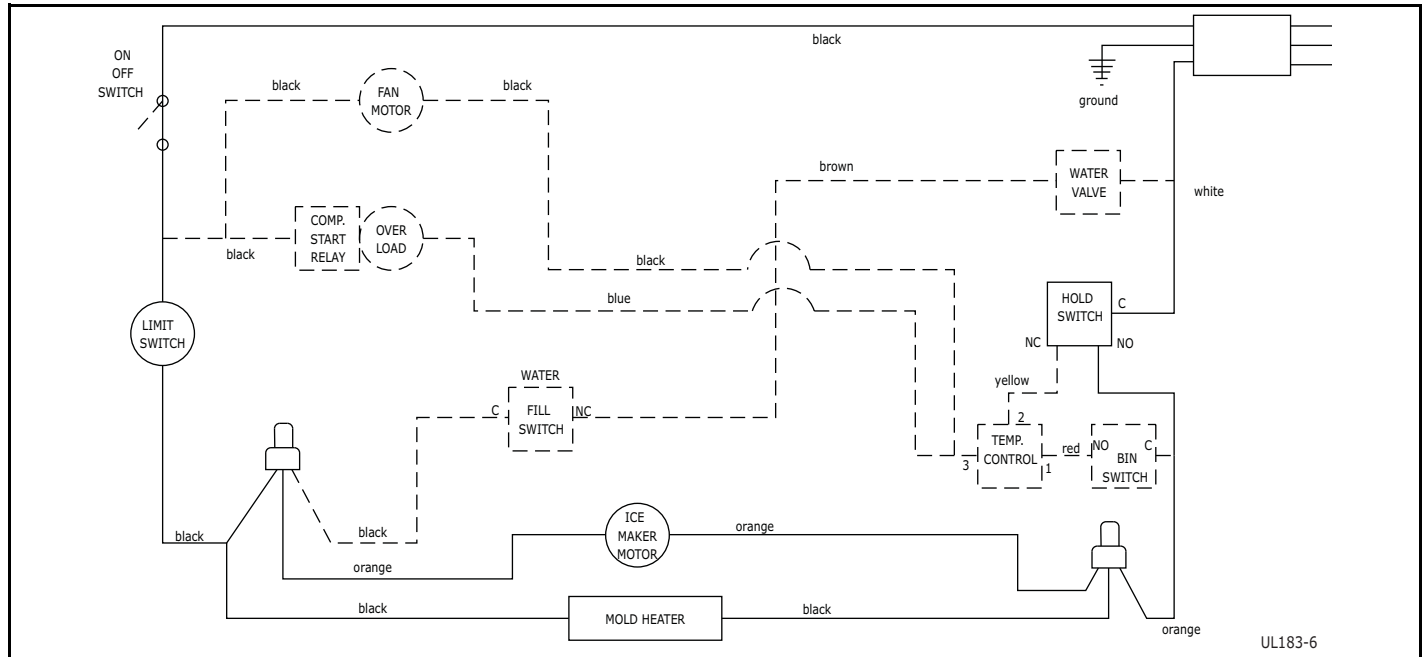 black
ON
OFF
SWITCH
black
FAN
MOTOR
black
ground
brown
WATER
VALVE
white
COMP.
START
RELAY
OVER
LOAD
black
black
blue
HOLD
SWITCH
C
NC
NO
LIMIT
SWITCH
yellow
WATER
C
FILL
SWITCH
NC
2
TEMP.
CONTROL
3
1
red
NO
C
BIN
SWITCH
black
black
orange
ICE
MAKER
MOTOR
orange
black
MOLD HEATER
black
orange
UL183-6